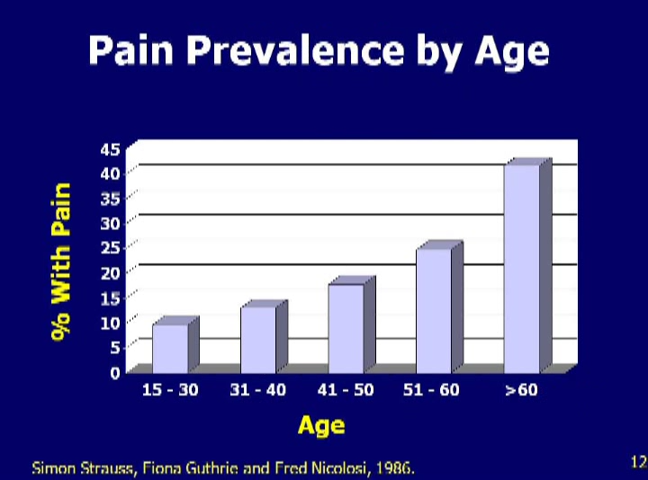 Pain Prevalence by Age
% With Pain
45
40
35
30
25
20
15
10
5
0
15 - 30 31 - 40 41 - 50 51 - 60 >60
Age
Simon Strauss, Fiona Guthrie and Fred Nicolosi, 1986.
12